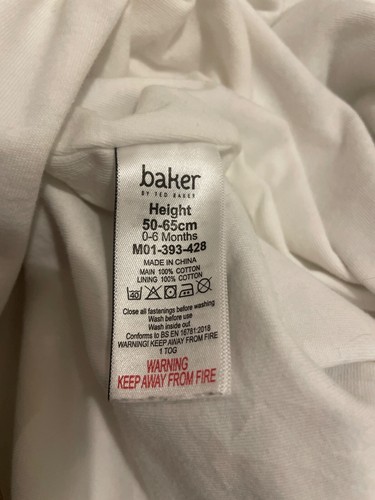 baker
BY TED BAKER
Height
50-65cm
0-6 Months
M01-393-428
MADE IN CHINA
MAIN 100% COTTON
LINING 100% COTTON
40
Close all fastenings before washing
Wash before use
Wash inside out
Conforms to BS EN 16781:2018
WARNING! KEEP AWAY FROM FIRE
1 TOG
WARNING
KEEP AWAY FROM FIRE